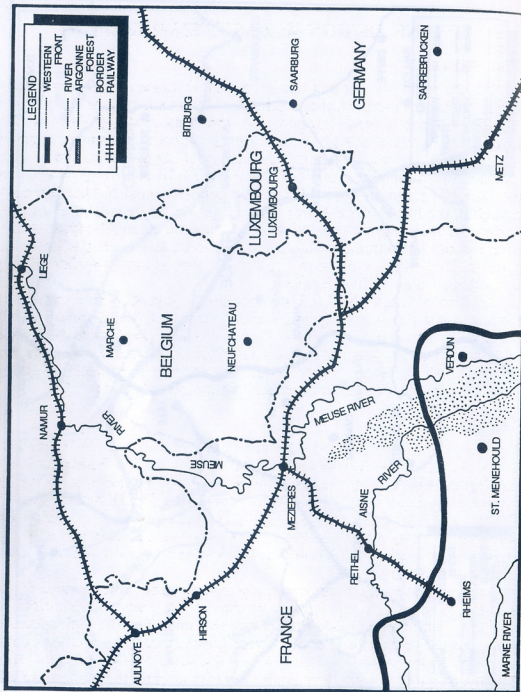 LEGEND
WESTERN
FRONT
RIVER
ARGONNE
FOREST
BORDER
RAILWAY
LIEGE
NAMUR
RIVER
MARCHE
AULNOYE
BELGIUM
BITBURG
HIRSON
MEUSE
NEUFCHATEAU
LUXEMBOURG
LUXEMBOURG
SAARBURG
FRANCE
MEZIERES
MEUSE RIVER
GERMANY
RETHEL
AISNE
RIVER
SARREBRUCKEN
VERDUN
RHEIMS
ST. MENEHOULD
METZ
MARNE RIVER